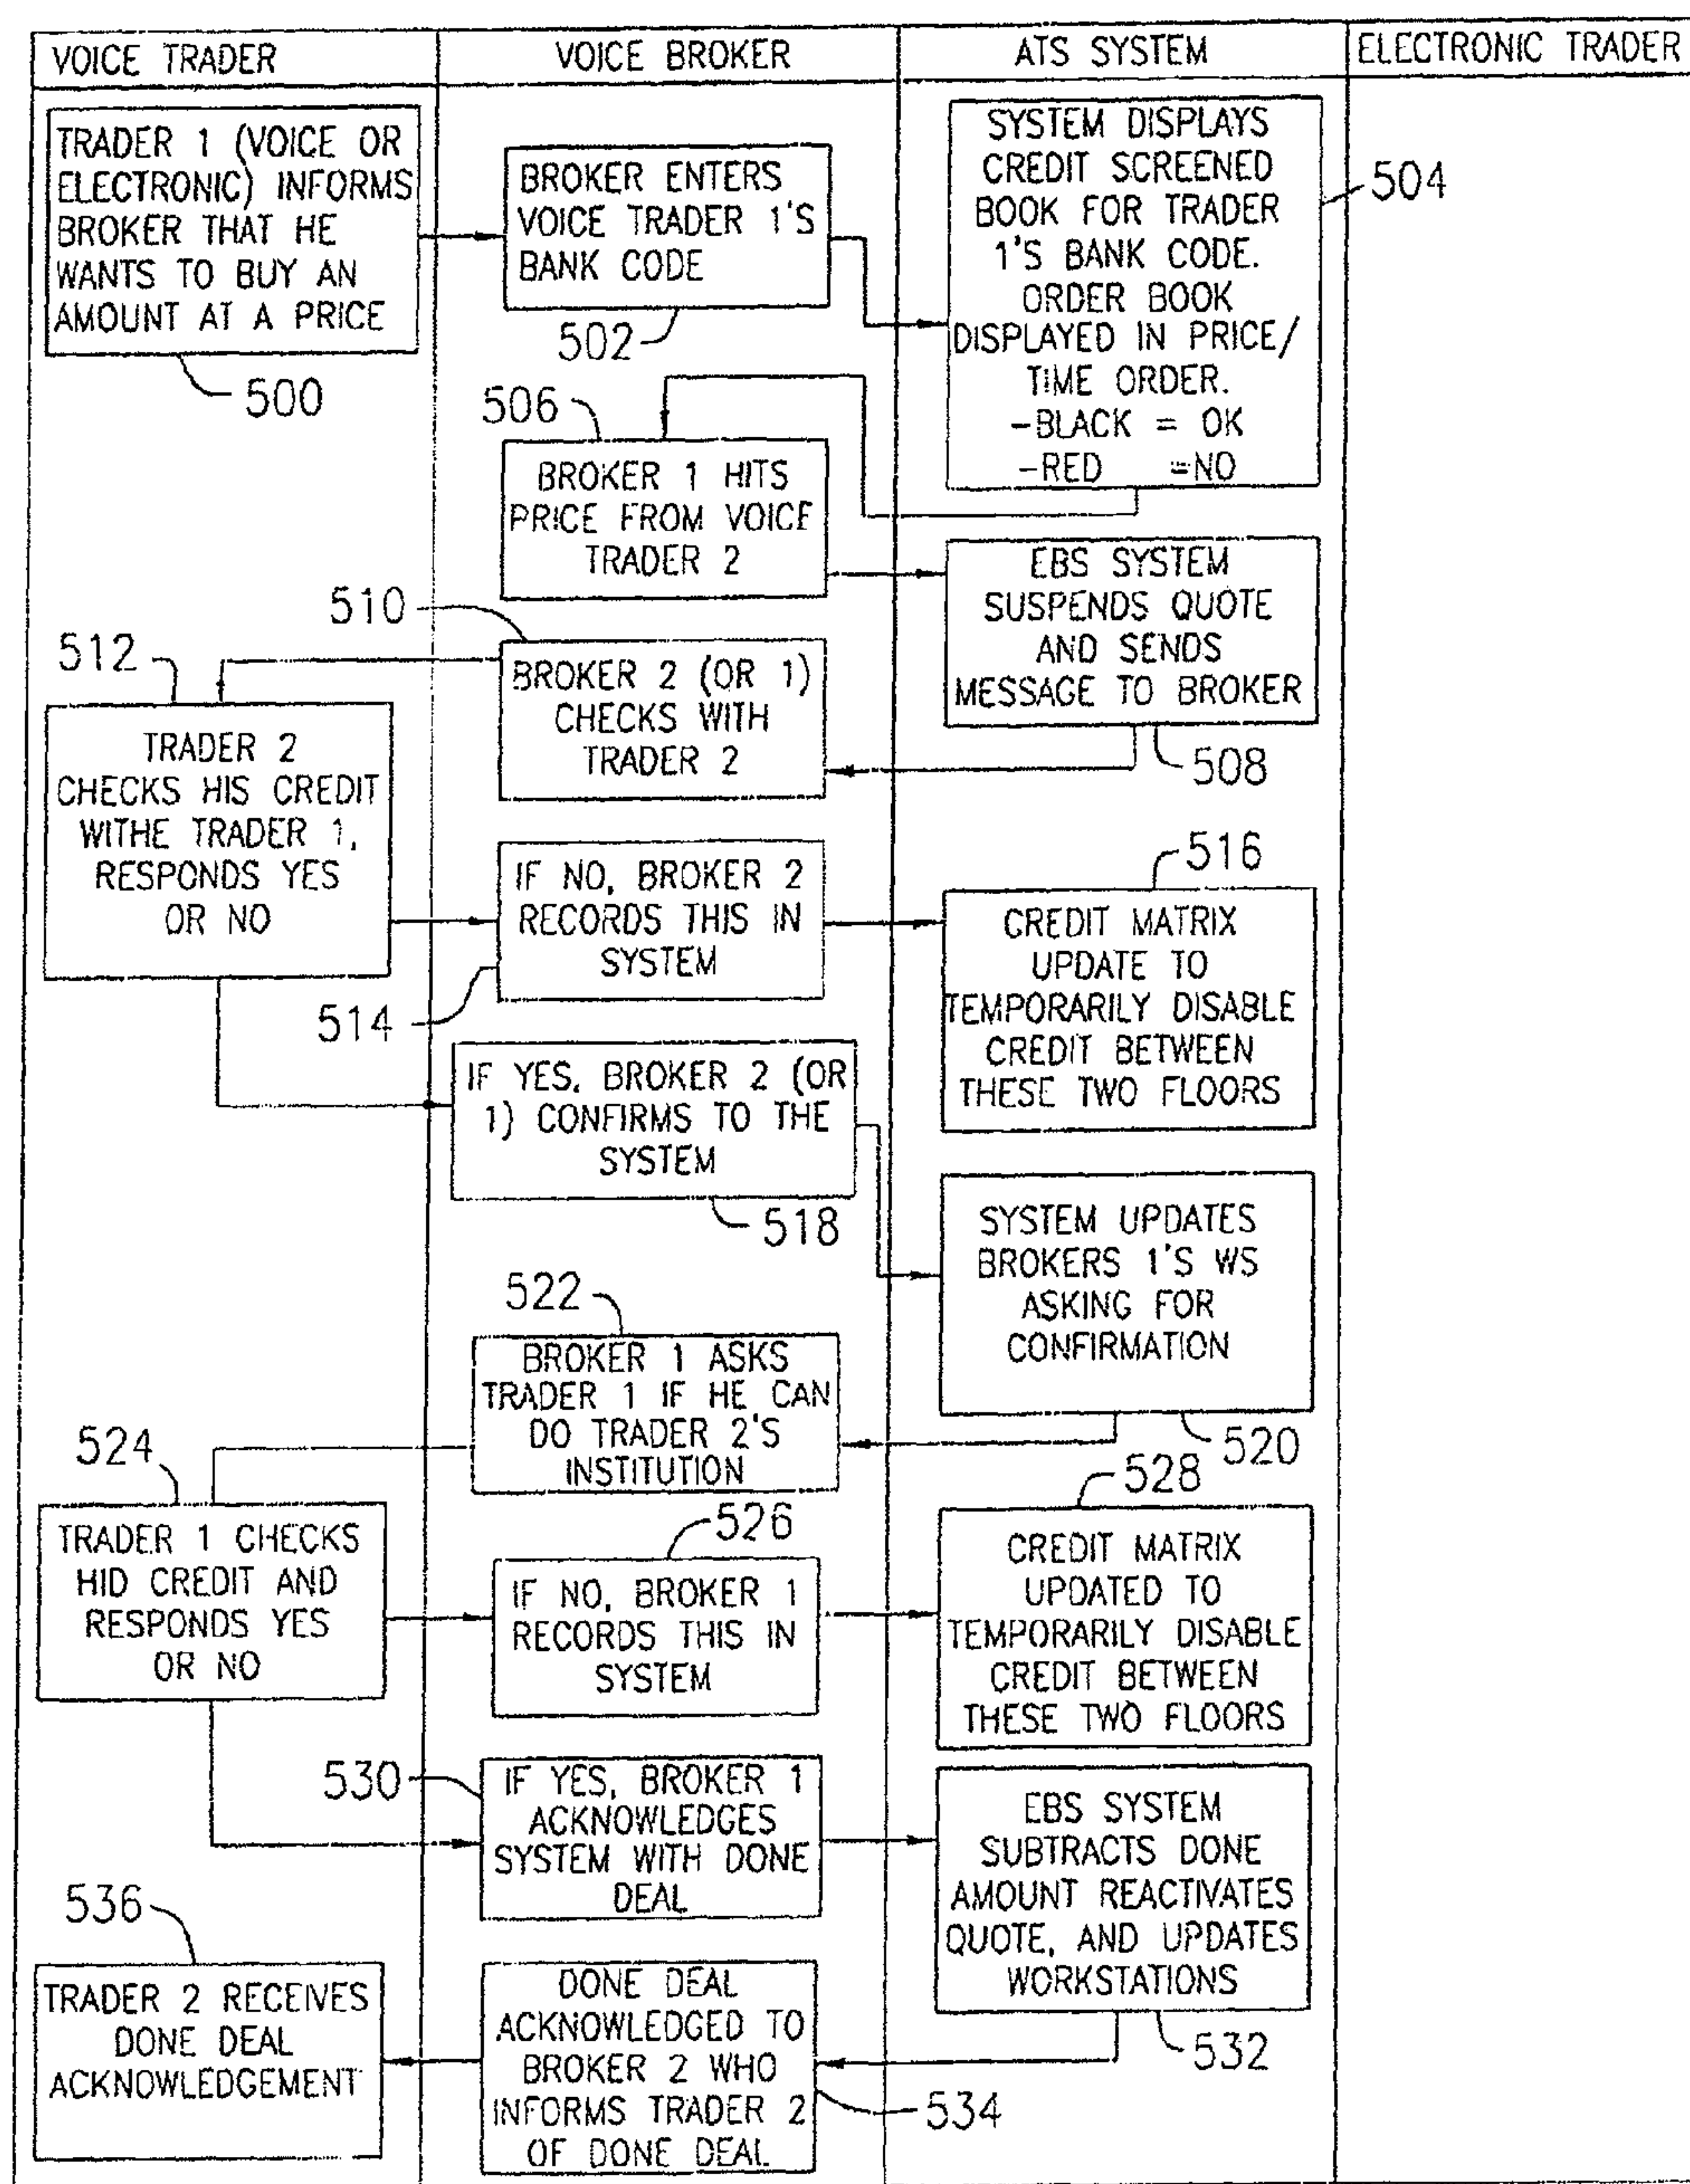 VOICE TRADER
VOICE BROKER
ATS SYSTEM
ELECTRONIC TRADER
TRADER 1 (VOICE OR
ELECTRONIC) INFORMS
BROKER THAT HE
WANTS TO BUY AN
AMOUNT AT A PRICE
500
BROKER ENTERS
VOICE TRADER 1'S
BANK CODE
502
SYSTEM DISPLAYS
CREDIT SCREENED
BOOK FOR TRADER
1'S BANK CODE.
ORDER BOOK
DISPLAYED IN PRICE/
TIME ORDER.
-BLACK = OK
-RED =NO
504
506
BROKER 1 HITS
PRICE FROM VOICE
TRADER 2
EBS SYSTEM
SUSPENDS QUOTE
AND SENDS
MESSAGE TO BROKER
508
510
BROKER 2 (OR 1)
CHECKS WITH
TRADER 2
512
TRADER 2
CHECKS HIS CREDIT
WITHE TRADER 1,
RESPONDS YES
OR NO
IF NO, BROKER 2
RECORDS THIS IN
SYSTEM
514
516
CREDIT MATRIX
UPDATE TO
TEMPORARILY DISABLE
CREDIT BETWEEN
THESE TWO FLOORS
IF YES, BROKER 2 (OR
1) CONFIRMS TO THE
SYSTEM
518
SYSTEM UPDATES
BROKERS 1'S WS
ASKING FOR
CONFIRMATION
520
522
BROKER 1 ASKS
TRADER 1 IF HE CAN
DO TRADER 2'S
INSTITUTION
524
TRADER 1 CHECKS
HID CREDIT AND
RESPONDS YES
OR NO
526
IF NO, BROKER 1
RECORDS THIS IN
SYSTEM
528
CREDIT MATRIX
UPDATED TO
TEMPORARILY DISABLE
CREDIT BETWEEN
THESE TWO FLOORS
530
IF YES, BROKER 1
ACKNOWLEDGES
SYSTEM WITH DONE
DEAL
EBS SYSTEM
SUBTRACTS DONE
AMOUNT REACTIVATES
QUOTE, AND UPDATES
WORKSTATIONS
532
DONE DEAL
ACKNOWLEDGED TO
BROKER 2 WHO
INFORMS TRADER 2
OF DONE DEAL
534
536
TRADER 2 RECEIVES
DONE DEAL
ACKNOWLEDGEMENT